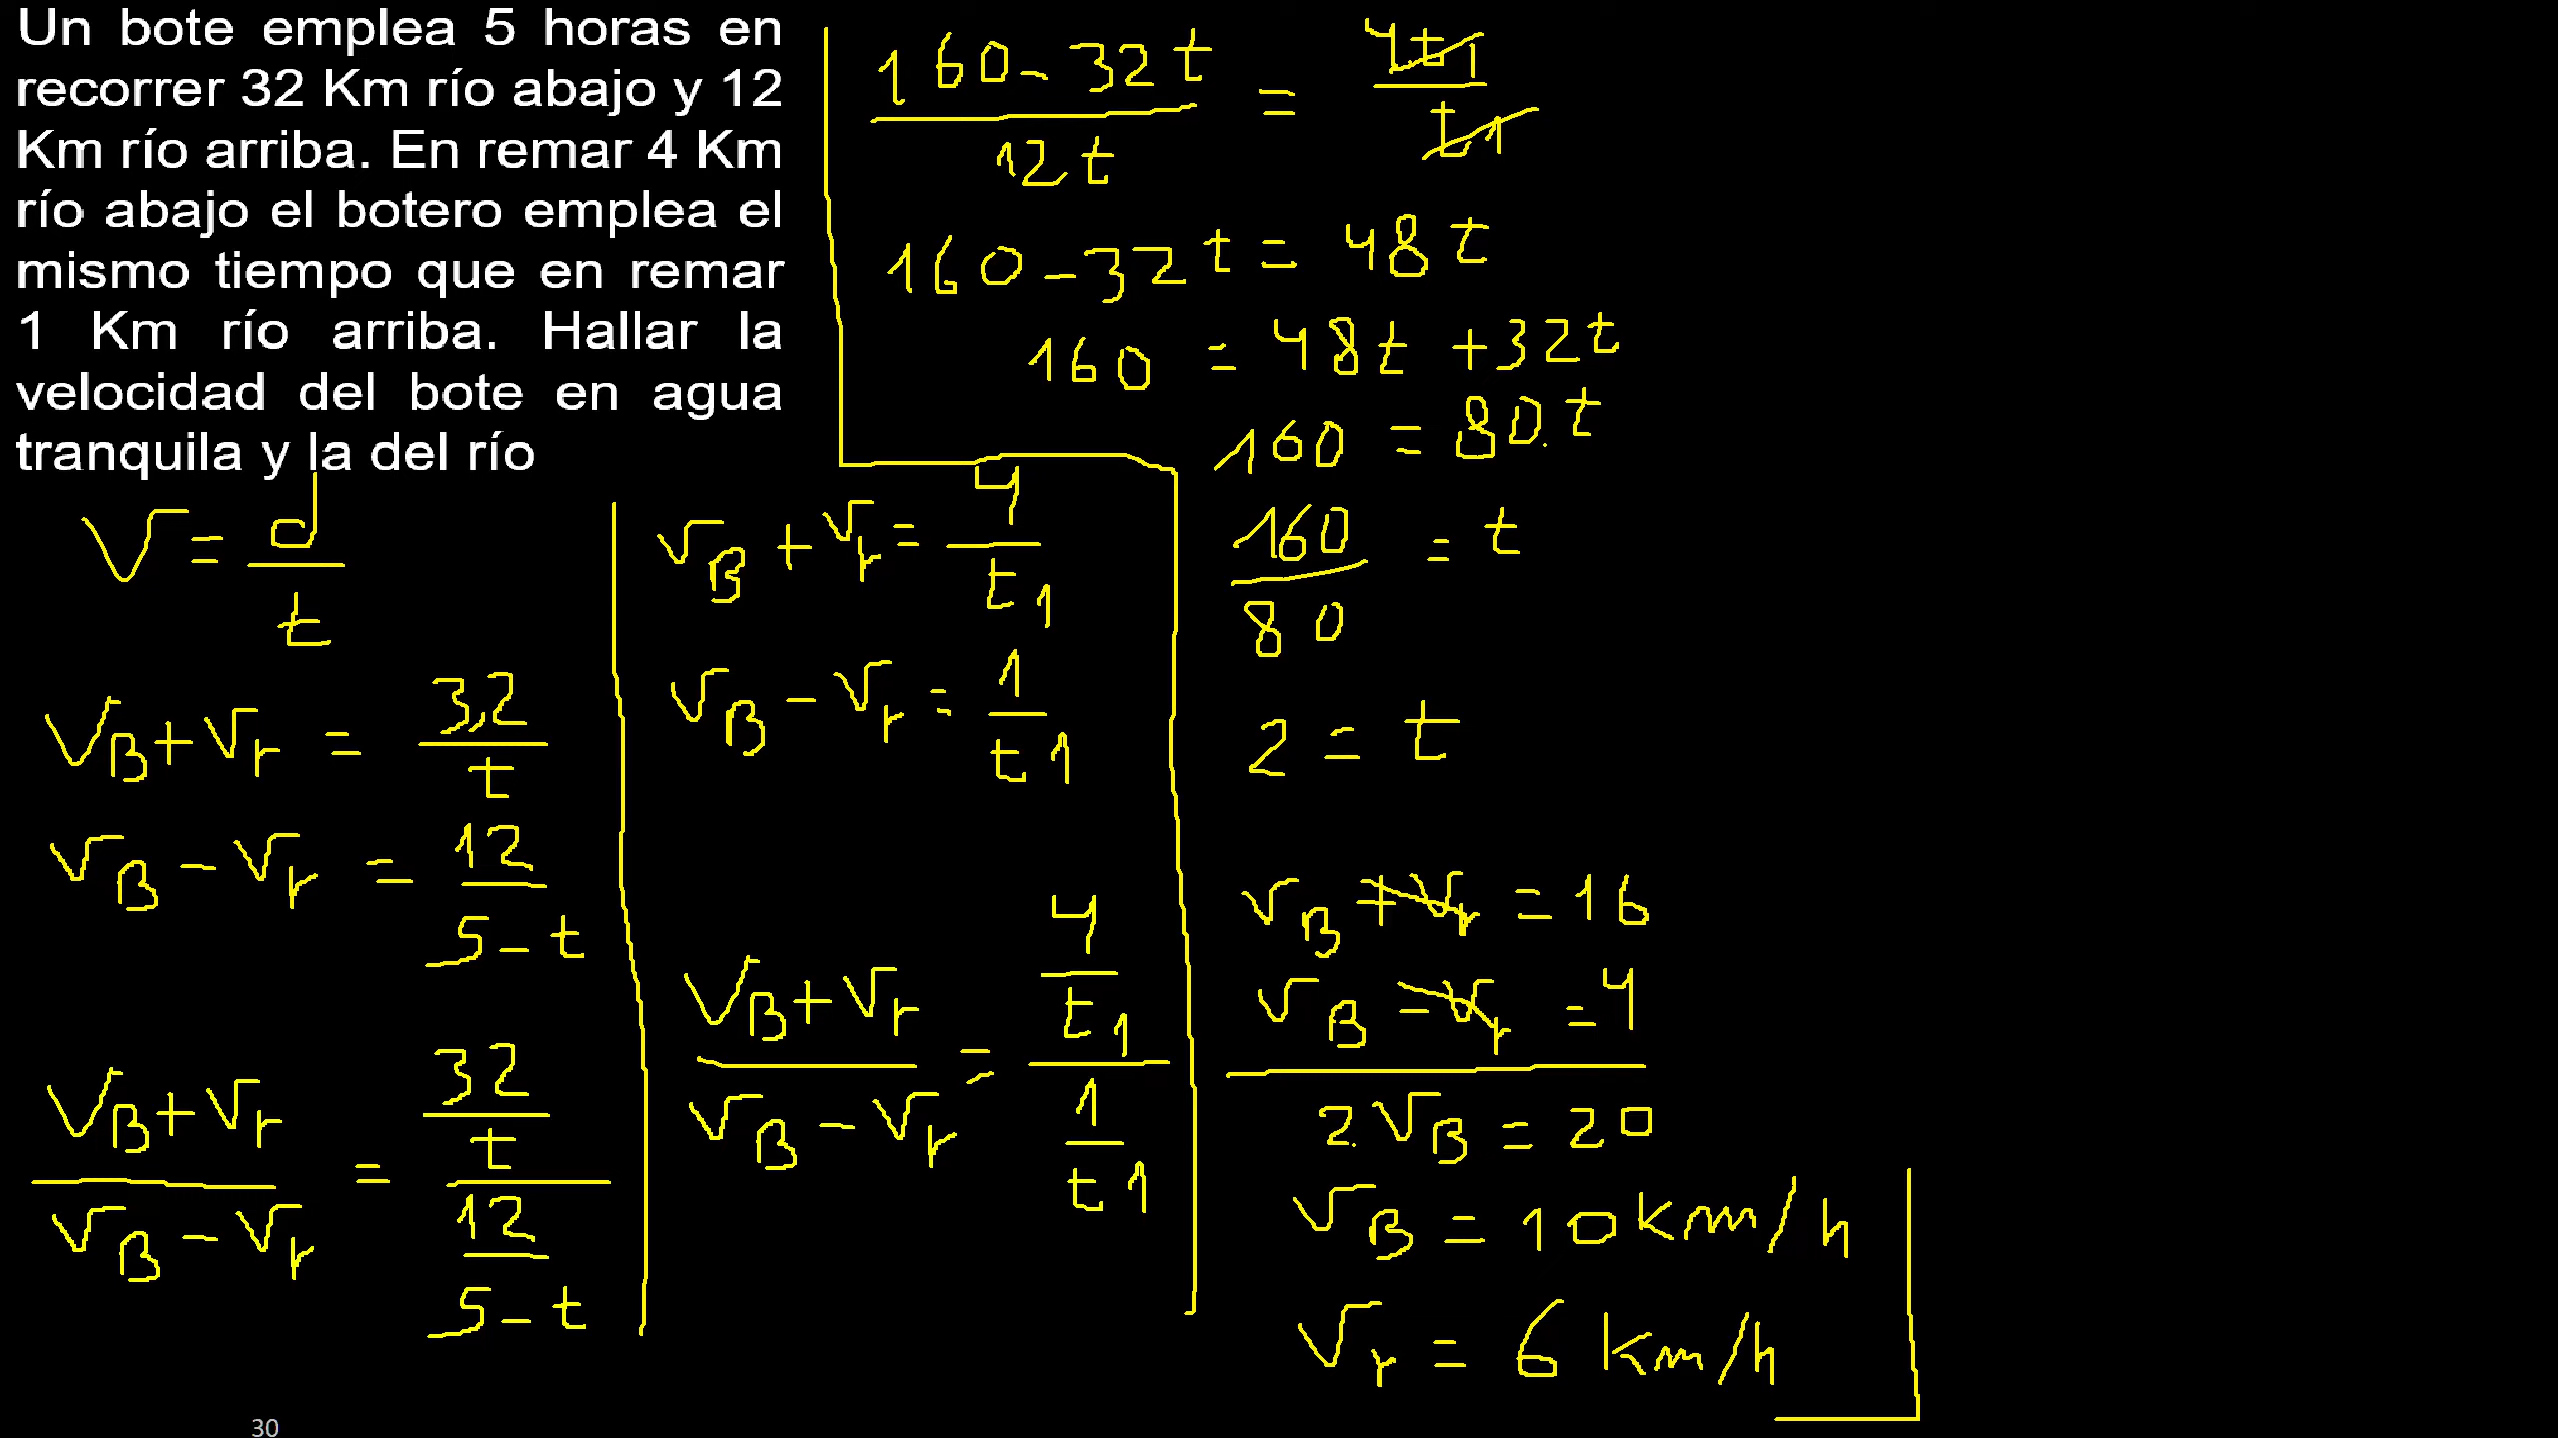 Un bote emplea 5 horas en
recorrer 32 Km río abajo y 12
Km río arriba. En remar 4 Km
río abajo el botero emplea el
mismo tiempo que en remar
1 Km río arriba. Hallar la
velocidad del bote en agua
tranquila y la del río
V = d/t
VB + Vr = 32/t
VB - Vr = 12/(5-t)
(VB + Vr)/(VB - Vr) = (32/t)/(12/(5-t))
VB + Vr = 4/t1
VB - Vr = 1/t1
(VB + Vr)/(VB - Vr) = (4/t1)/(1/t1)
(160 - 32t)/(12t) = 4t1/t1
160 - 32t = 48t
160 = 48t + 32t
160 = 80.t
160/80 = t
2 = t
VB + Vr = 16
VB - Vr = 4
2.VB = 20
VB = 10 km/h
Vr = 6 km/h
30